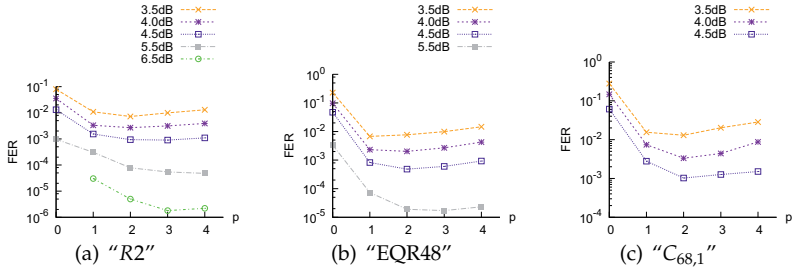 3.5dB
4.0dB
4.5dB
5.5dB
6.5dB
FER
10^-1
10^-2
10^-3
10^-4
10^-5
10^-6
0 1 2 3 4
p
(a) "R2"
3.5dB
4.0dB
4.5dB
5.5dB
FER
10^0
10^-1
10^-2
10^-3
10^-4
10^-5
0 1 2 3 4
p
(b) "EQR48"
3.5dB
4.0dB
4.5dB
FER
10^0
10^-1
10^-2
10^-3
10^-4
0 1 2 3 4
p
(c) "C_{68,1}"